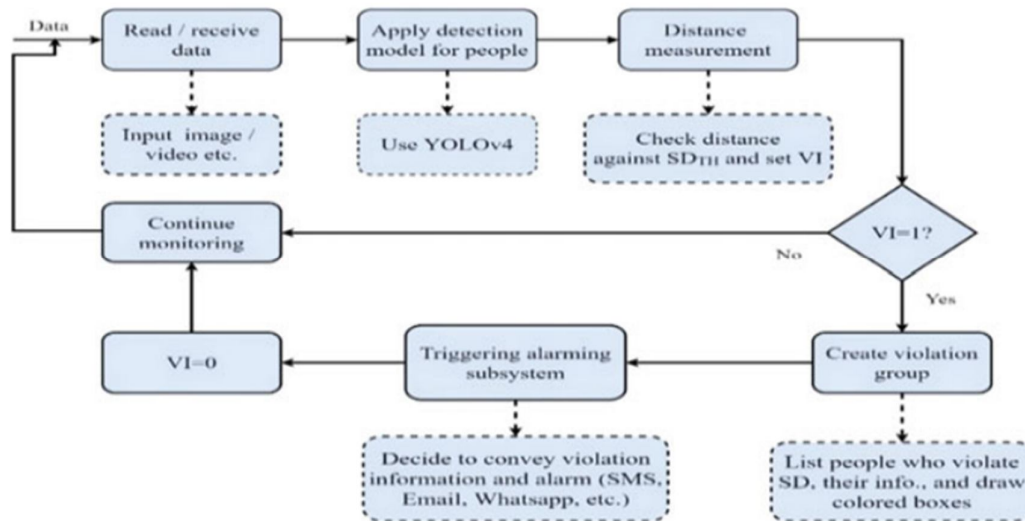 Data
Read / receive
data
Apply detection
model for people
Distance
measurement
Input image /
video etc.
Use YOLOv4
Check distance
against SDTH and set VI
Continue
monitoring
VI=1?
No
Yes
VI=0
Triggering alarming
subsystem
Create violation
group
Decide to convey violation
information and alarm (SMS,
Email, Whatsapp, etc.)
List people who violate
SD, their info., and draw
colored boxes